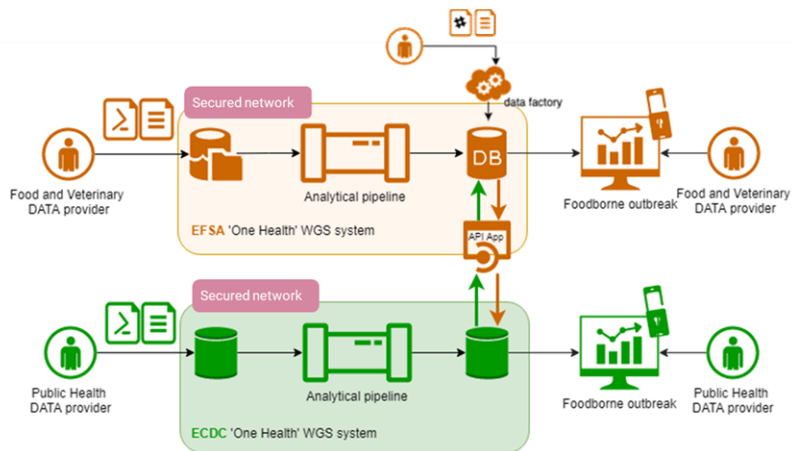 data factory
Secured network
DB
Food and Veterinary
DATA provider
Analytical pipeline
Foodborne outbreak
Food and Veterinary
DATA provider
EFSA 'One Health' WGS system
API App
Secured network
Public Health
DATA provider
Analytical pipeline
Foodborne outbreak
Public Health
DATA provider
ECDC 'One Health' WGS system